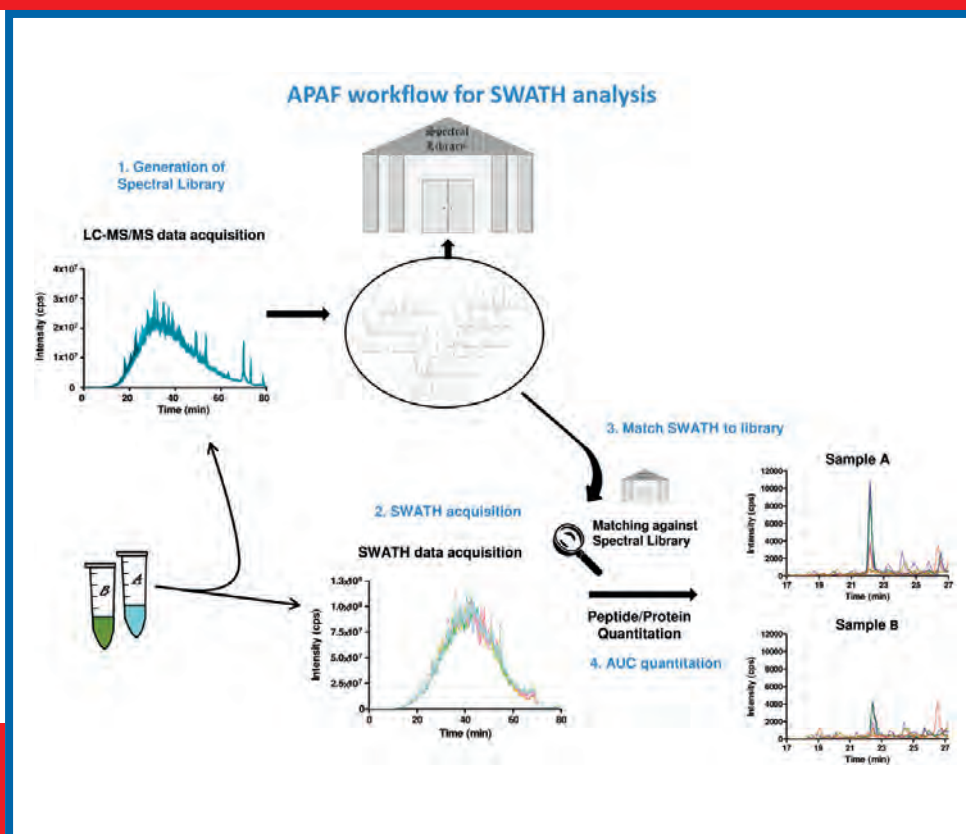 APAF workflow for SWATH analysis
Spectral
Library
1. Generation of
Spectral Library
LC-MS/MS data acquisition
4x10⁷
3x10⁷
2x10⁷
1x10⁷
0
Intensity (cps)
0 20 40 60 80
Time (min)
3. Match SWATH to library
Matching against
Spectral Library
2. SWATH acquisition
SWATH data acquisition
1.0x10⁸
7.5x10⁷
5.0x10⁷
2.5x10⁷
0
Intensity (cps)
0 20 40 60 80
Time (min)
B A
Peptide/Protein
Quantitation
4. AUC quantitation
Sample A
12000
10000
8000
6000
4000
2000
0
Intensity (cps)
17 19 21 23 25 27
Time (min)
Sample B
12000
10000
8000
6000
4000
2000
0
Intensity (cps)
17 19 21 23 25 27
Time (min)